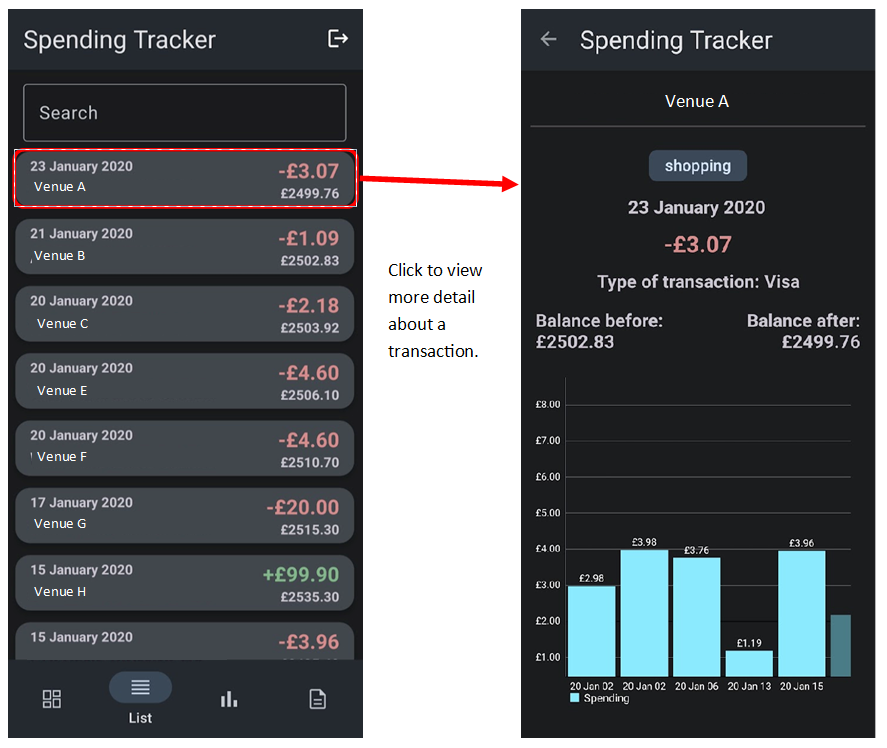 Spending Tracker
Search
23 January 2020
-£3.07
Venue A
£2499.76
21 January 2020
-£1.09
Venue B
£2502.83
20 January 2020
-£2.18
Venue C
£2503.92
20 January 2020
-£4.60
Venue E
£2506.10
20 January 2020
-£4.60
Venue F
£2510.70
17 January 2020
-£20.00
Venue G
£2515.30
15 January 2020
+£99.90
Venue H
£2535.30
15 January 2020
-£3.96
List
Click to view
more detail
about a
transaction.
Spending Tracker
Venue A
shopping
23 January 2020
-£3.07
Type of transaction: Visa
Balance before: Balance after:
£2502.83 £2499.76
£8.00
£7.00
£6.00
£5.00
£4.00
£3.00
£2.00
£1.00
£2.98
£3.98
£3.76
£1.19
£3.96
20 Jan 02 20 Jan 02 20 Jan 06 20 Jan 13 20 Jan 15
Spending